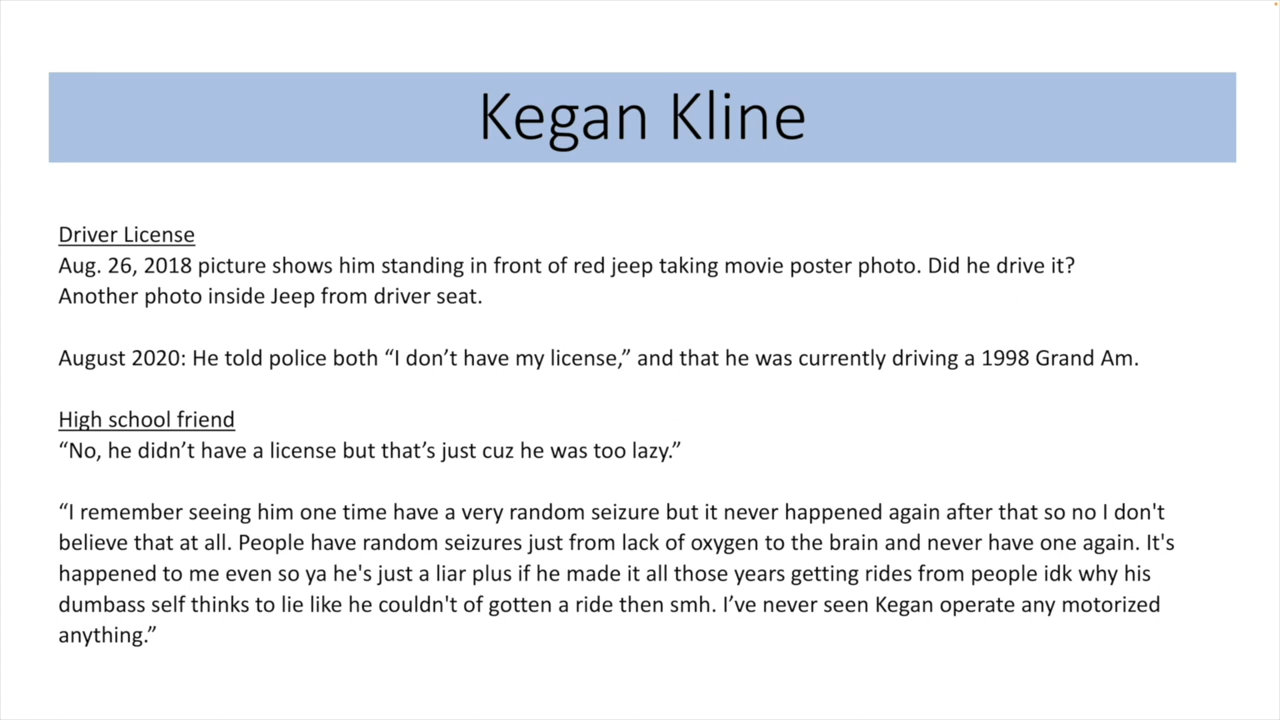 Kegan Kline
Driver License
Aug. 26, 2018 picture shows him standing in front of red jeep taking movie poster photo. Did he drive it?
Another photo inside Jeep from driver seat.
August 2020: He told police both “I don’t have my license,” and that he was currently driving a 1998 Grand Am.
High school friend
“No, he didn’t have a license but that’s just cuz he was too lazy.”
“I remember seeing him one time have a very random seizure but it never happened again after that so no I don't
believe that at all. People have random seizures just from lack of oxygen to the brain and never have one again. It's
happened to me even so ya he's just a liar plus if he made it all those years getting rides from people idk why his
dumbass self thinks to lie like he couldn't of gotten a ride then smh. I’ve never seen Kegan operate any motorized
anything.”